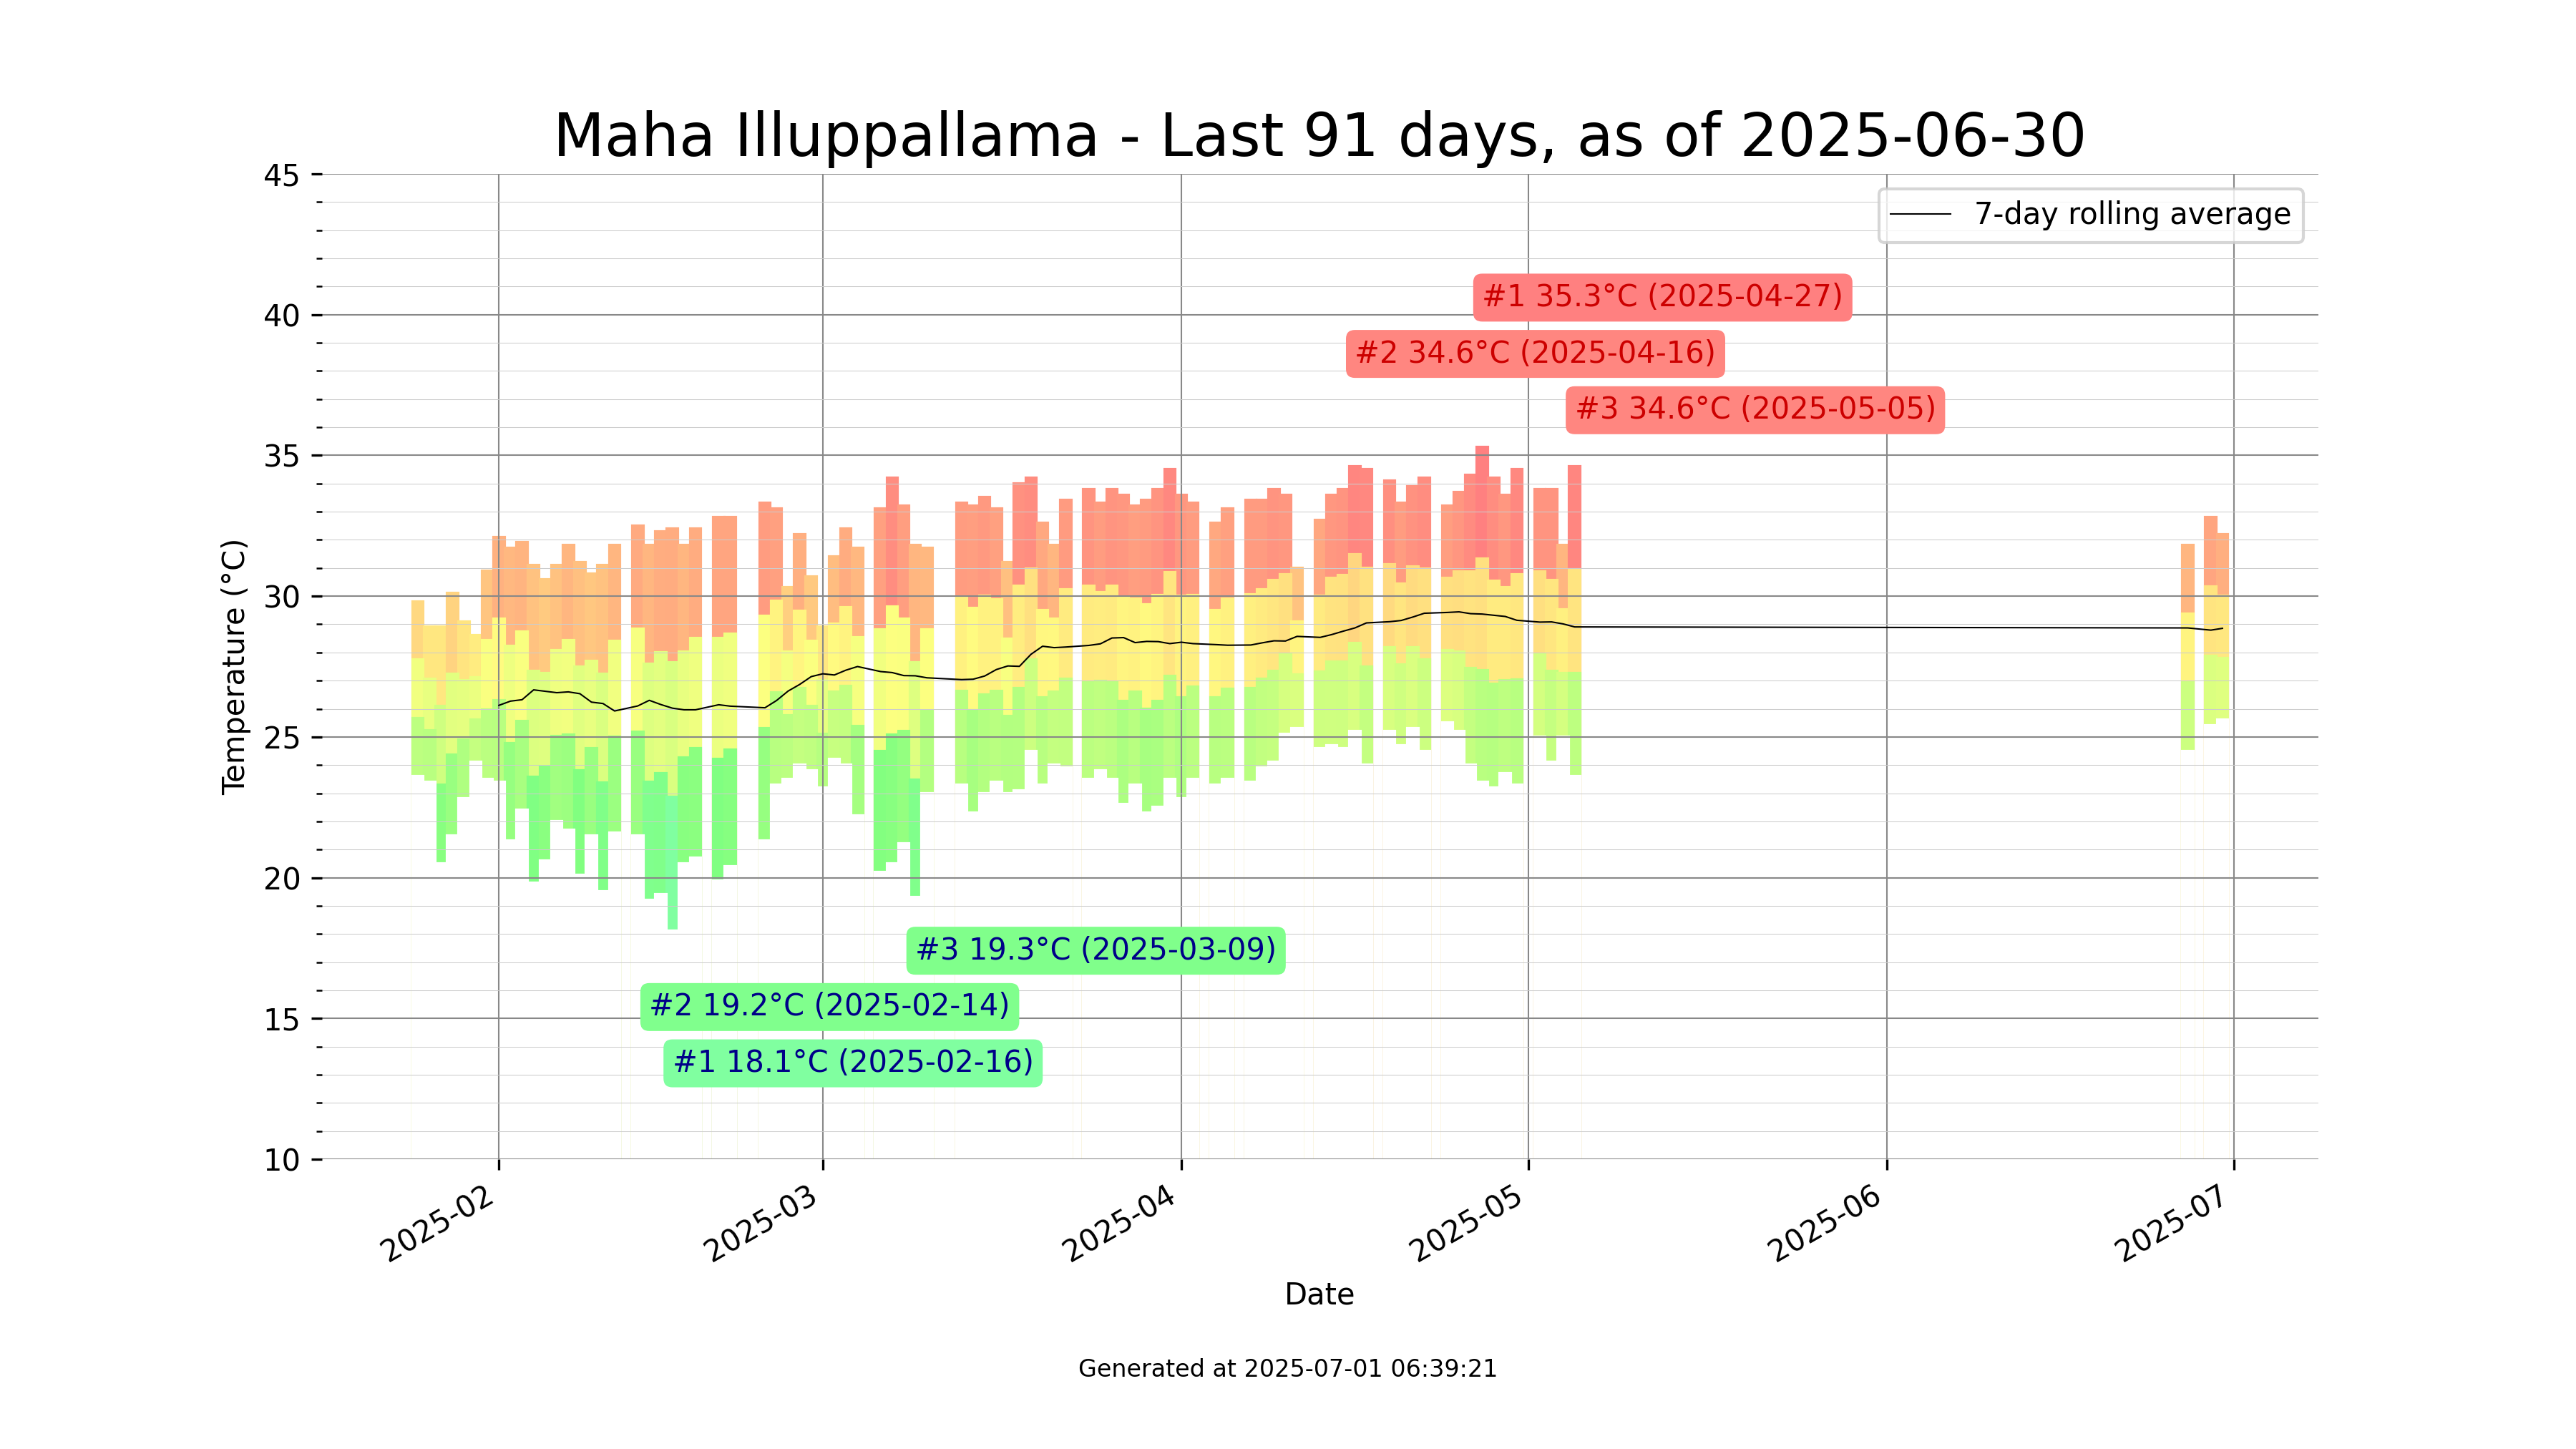 Maha Illuppallama - Last 91 days, as of 2025-06-30
45
40
35
30
25
20
15
10
Temperature (°C)
7-day rolling average
#1 35.3°C (2025-04-27)
#2 34.6°C (2025-04-16)
#3 34.6°C (2025-05-05)
#3 19.3°C (2025-03-09)
#2 19.2°C (2025-02-14)
#1 18.1°C (2025-02-16)
2025-02
2025-03
2025-04
2025-05
2025-06
2025-07
Date
Generated at 2025-07-01 06:39:21